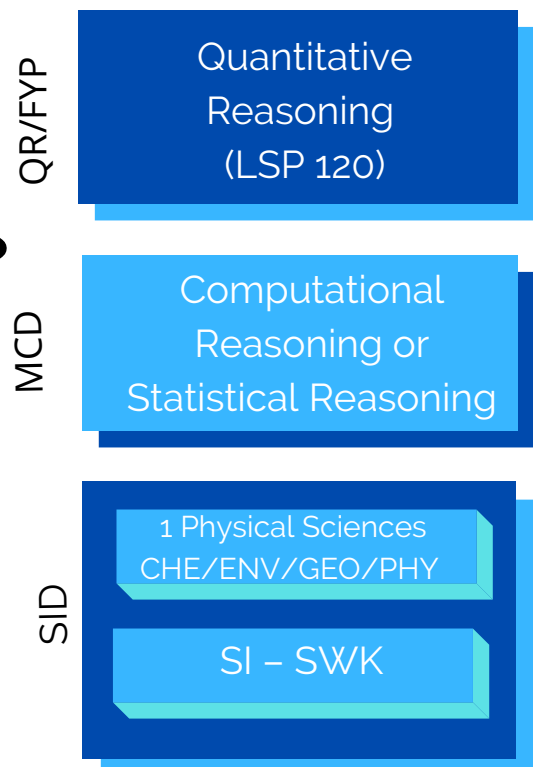 QR/FYP
Quantitative
Reasoning
(LSP 120)
MCD
Computational
Reasoning or
Statistical Reasoning
SID
1 Physical Sciences
CHE/ENV/GEO/PHY
SI – SWK